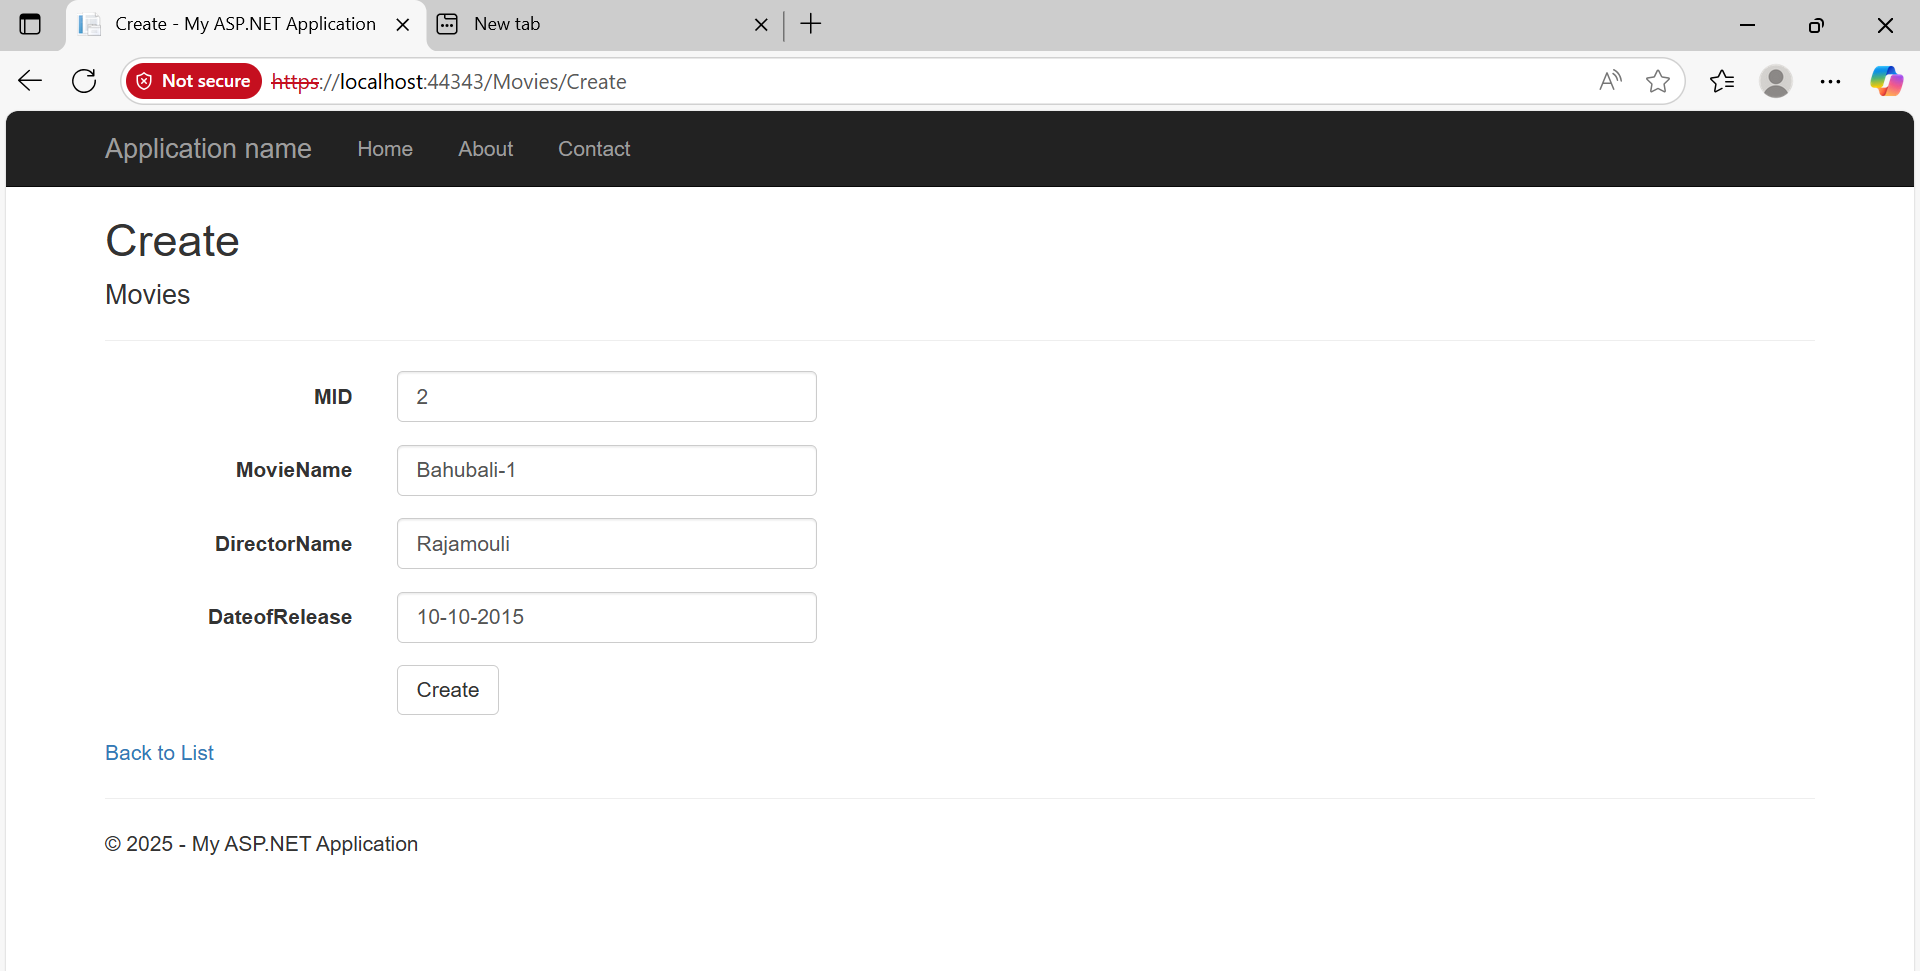 Create - My ASP.NET Application
New tab
Not secure https://localhost:44343/Movies/Create
Application name Home About Contact
Create
Movies
MID 2
MovieName Bahubali-1
DirectorName Rajamouli
DateofRelease 10-10-2015
Create
Back to List
© 2025 - My ASP.NET Application